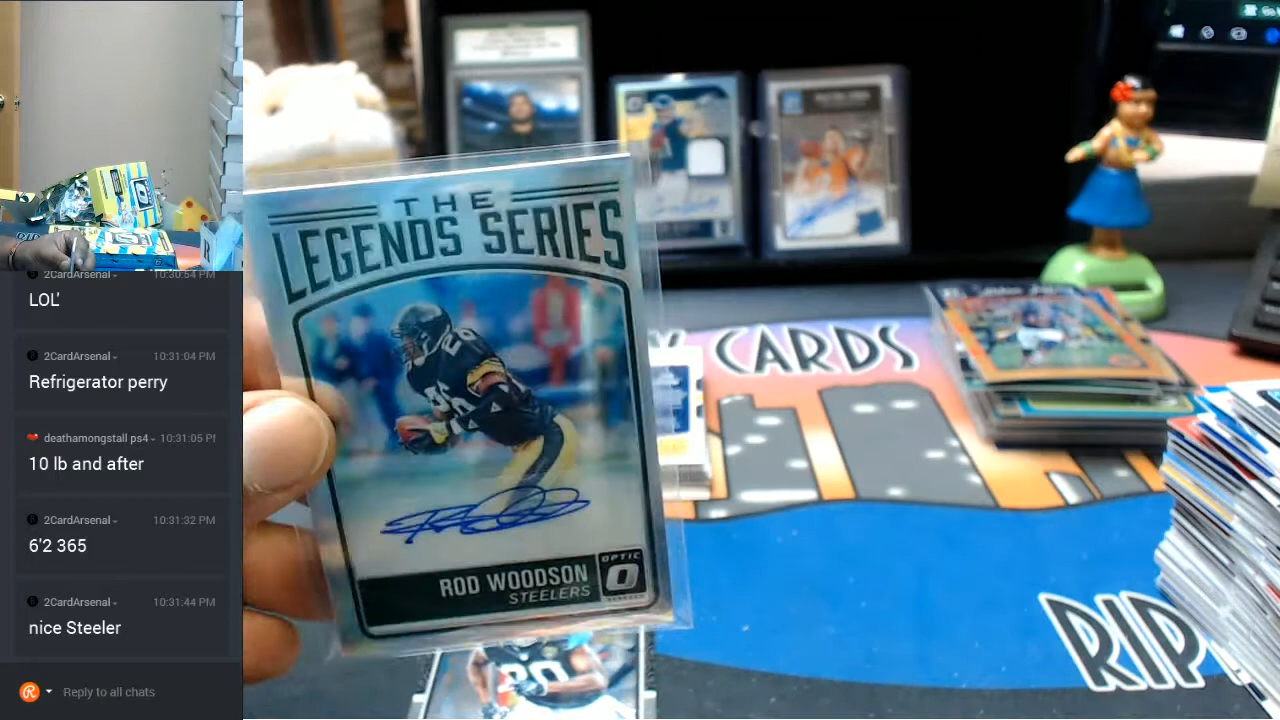 2CardArsenal 10:30:54 PM
LOL'
2CardArsenal 10:31:04 PM
Refrigerator perry
deathamongstall ps4 10:31:05 PM
10 lb and after
2CardArsenal 10:31:32 PM
6'2 365
2CardArsenal 10:31:44 PM
nice Steeler
Reply to all chats
THE
LEGENDS SERIES
28
ROD WOODSON
STEELERS
OPTIC
CARDS
RIP